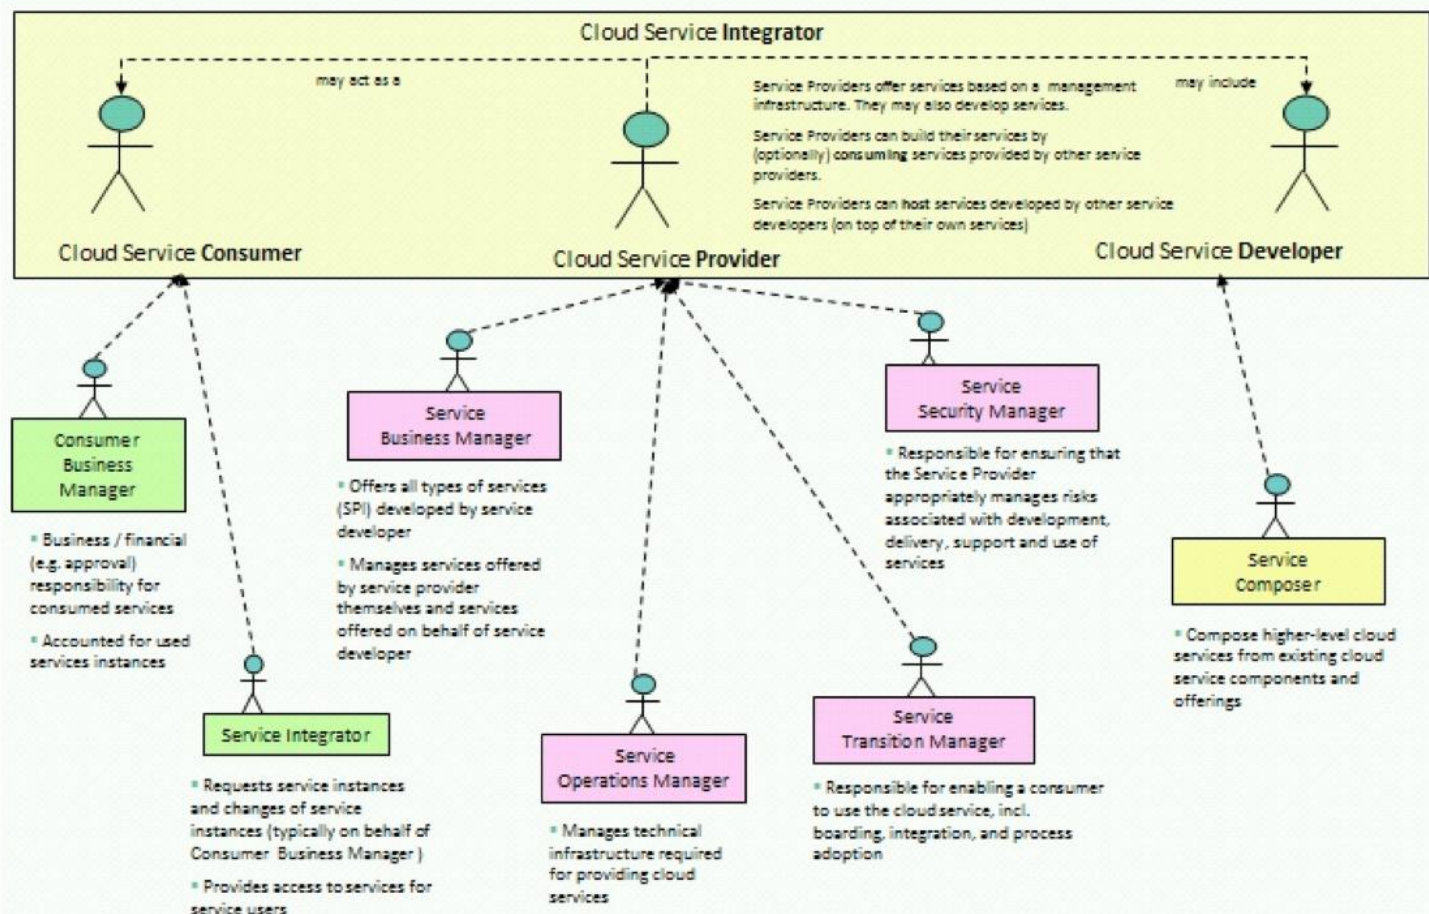 Cloud Service Integrator
may act as a
Service Providers offer services based on a management
infrastructure. They may also develop services.
Service Providers can build their services by
(optionally) consuming services provided by other service
providers.
Service Providers can host services developed by other service
developers (on top of their own services)
may include
Cloud Service Consumer
Cloud Service Provider
Cloud Service Developer
Consumer
Business
Manager
▪ Business / financial
(e.g. approval)
responsibility for
consumed services
▪ Accounted for used
services instances
Service Integrator
▪ Requests service instances
and changes of service
instances (typically on behalf of
Consumer Business Manager )
▪ Provides access to services for
service users
Service
Business Manager
▪ Offers all types of services
(SPI) developed by service
developer
▪ Manages services offered
by service provider
themselves and services
offered on behalf of service
developer
Service
Operations Manager
▪ Manages technical
infrastructure required
for providing cloud
services
Service
Security Manager
▪ Responsible for ensuring that
the Service Provider
appropriately manages risks
associated with development,
delivery, support and use of
services
Service
Transition Manager
▪ Responsible for enabling a consumer
to use the cloud service, incl.
boarding, integration, and process
adoption
Service
Composer
▪ Compose higher-level cloud
services from existing cloud
service components and
offerings